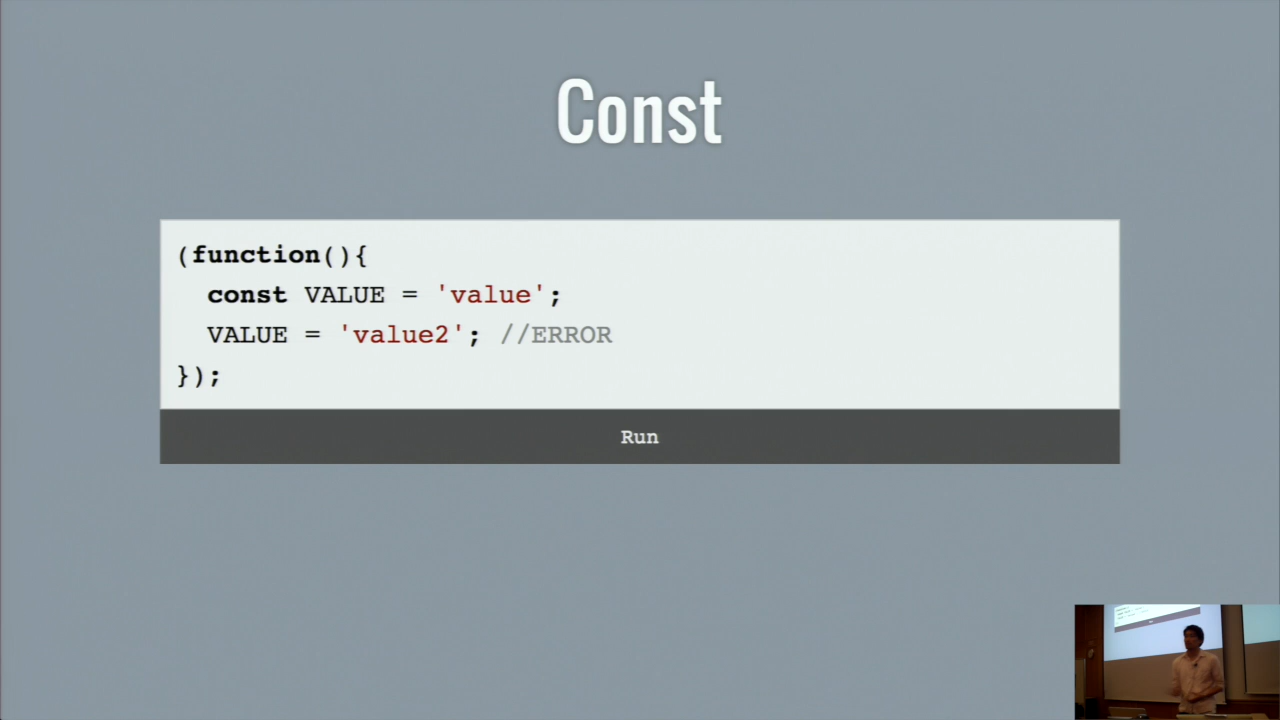 Const
(function(){
const VALUE = 'value';
VALUE = 'value2'; //ERROR
});
Run